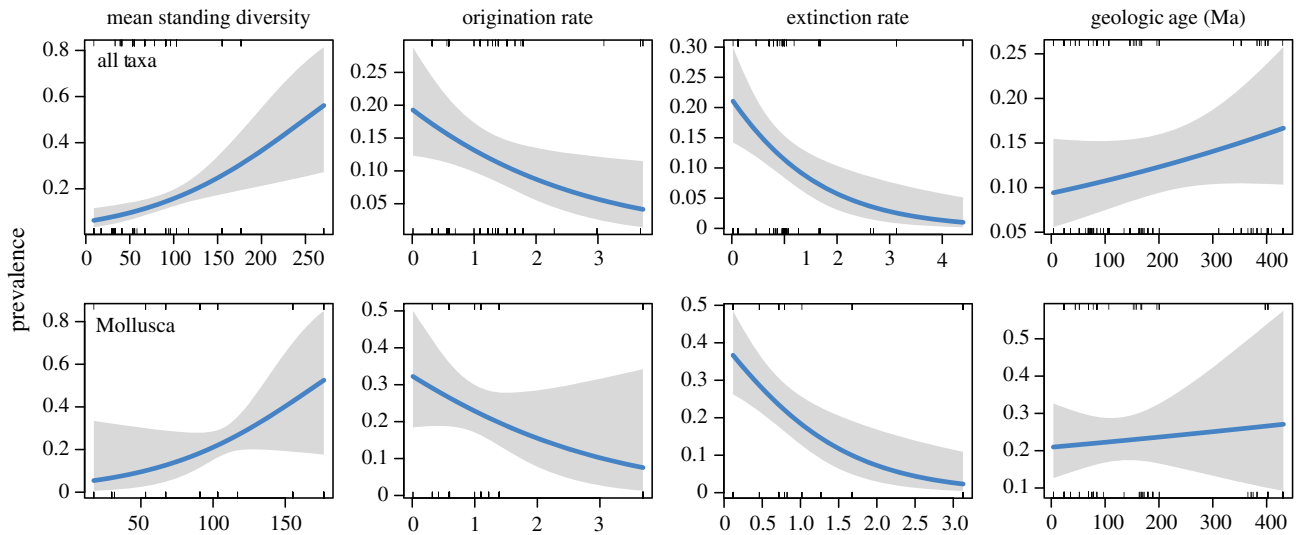 mean standing diversity
origination rate
extinction rate
geologic age (Ma)
prevalence
all taxa
0.8
0.6
0.4
0.2
0 50 100 150 200 250
0.25
0.20
0.15
0.10
0.05
0 1 2 3
0.30
0.25
0.20
0.15
0.10
0.05
0
0 1 2 3 4
0.25
0.20
0.15
0.10
0.05
0 100 200 300 400
Mollusca
0.8
0.6
0.4
0.2
0
50 100 150
0.5
0.4
0.3
0.2
0.1
0
0 1 2 3
0.5
0.4
0.3
0.2
0.1
0
0 0.5 1.0 1.5 2.0 2.5 3.0
0.5
0.4
0.3
0.2
0.1
0 100 200 300 400